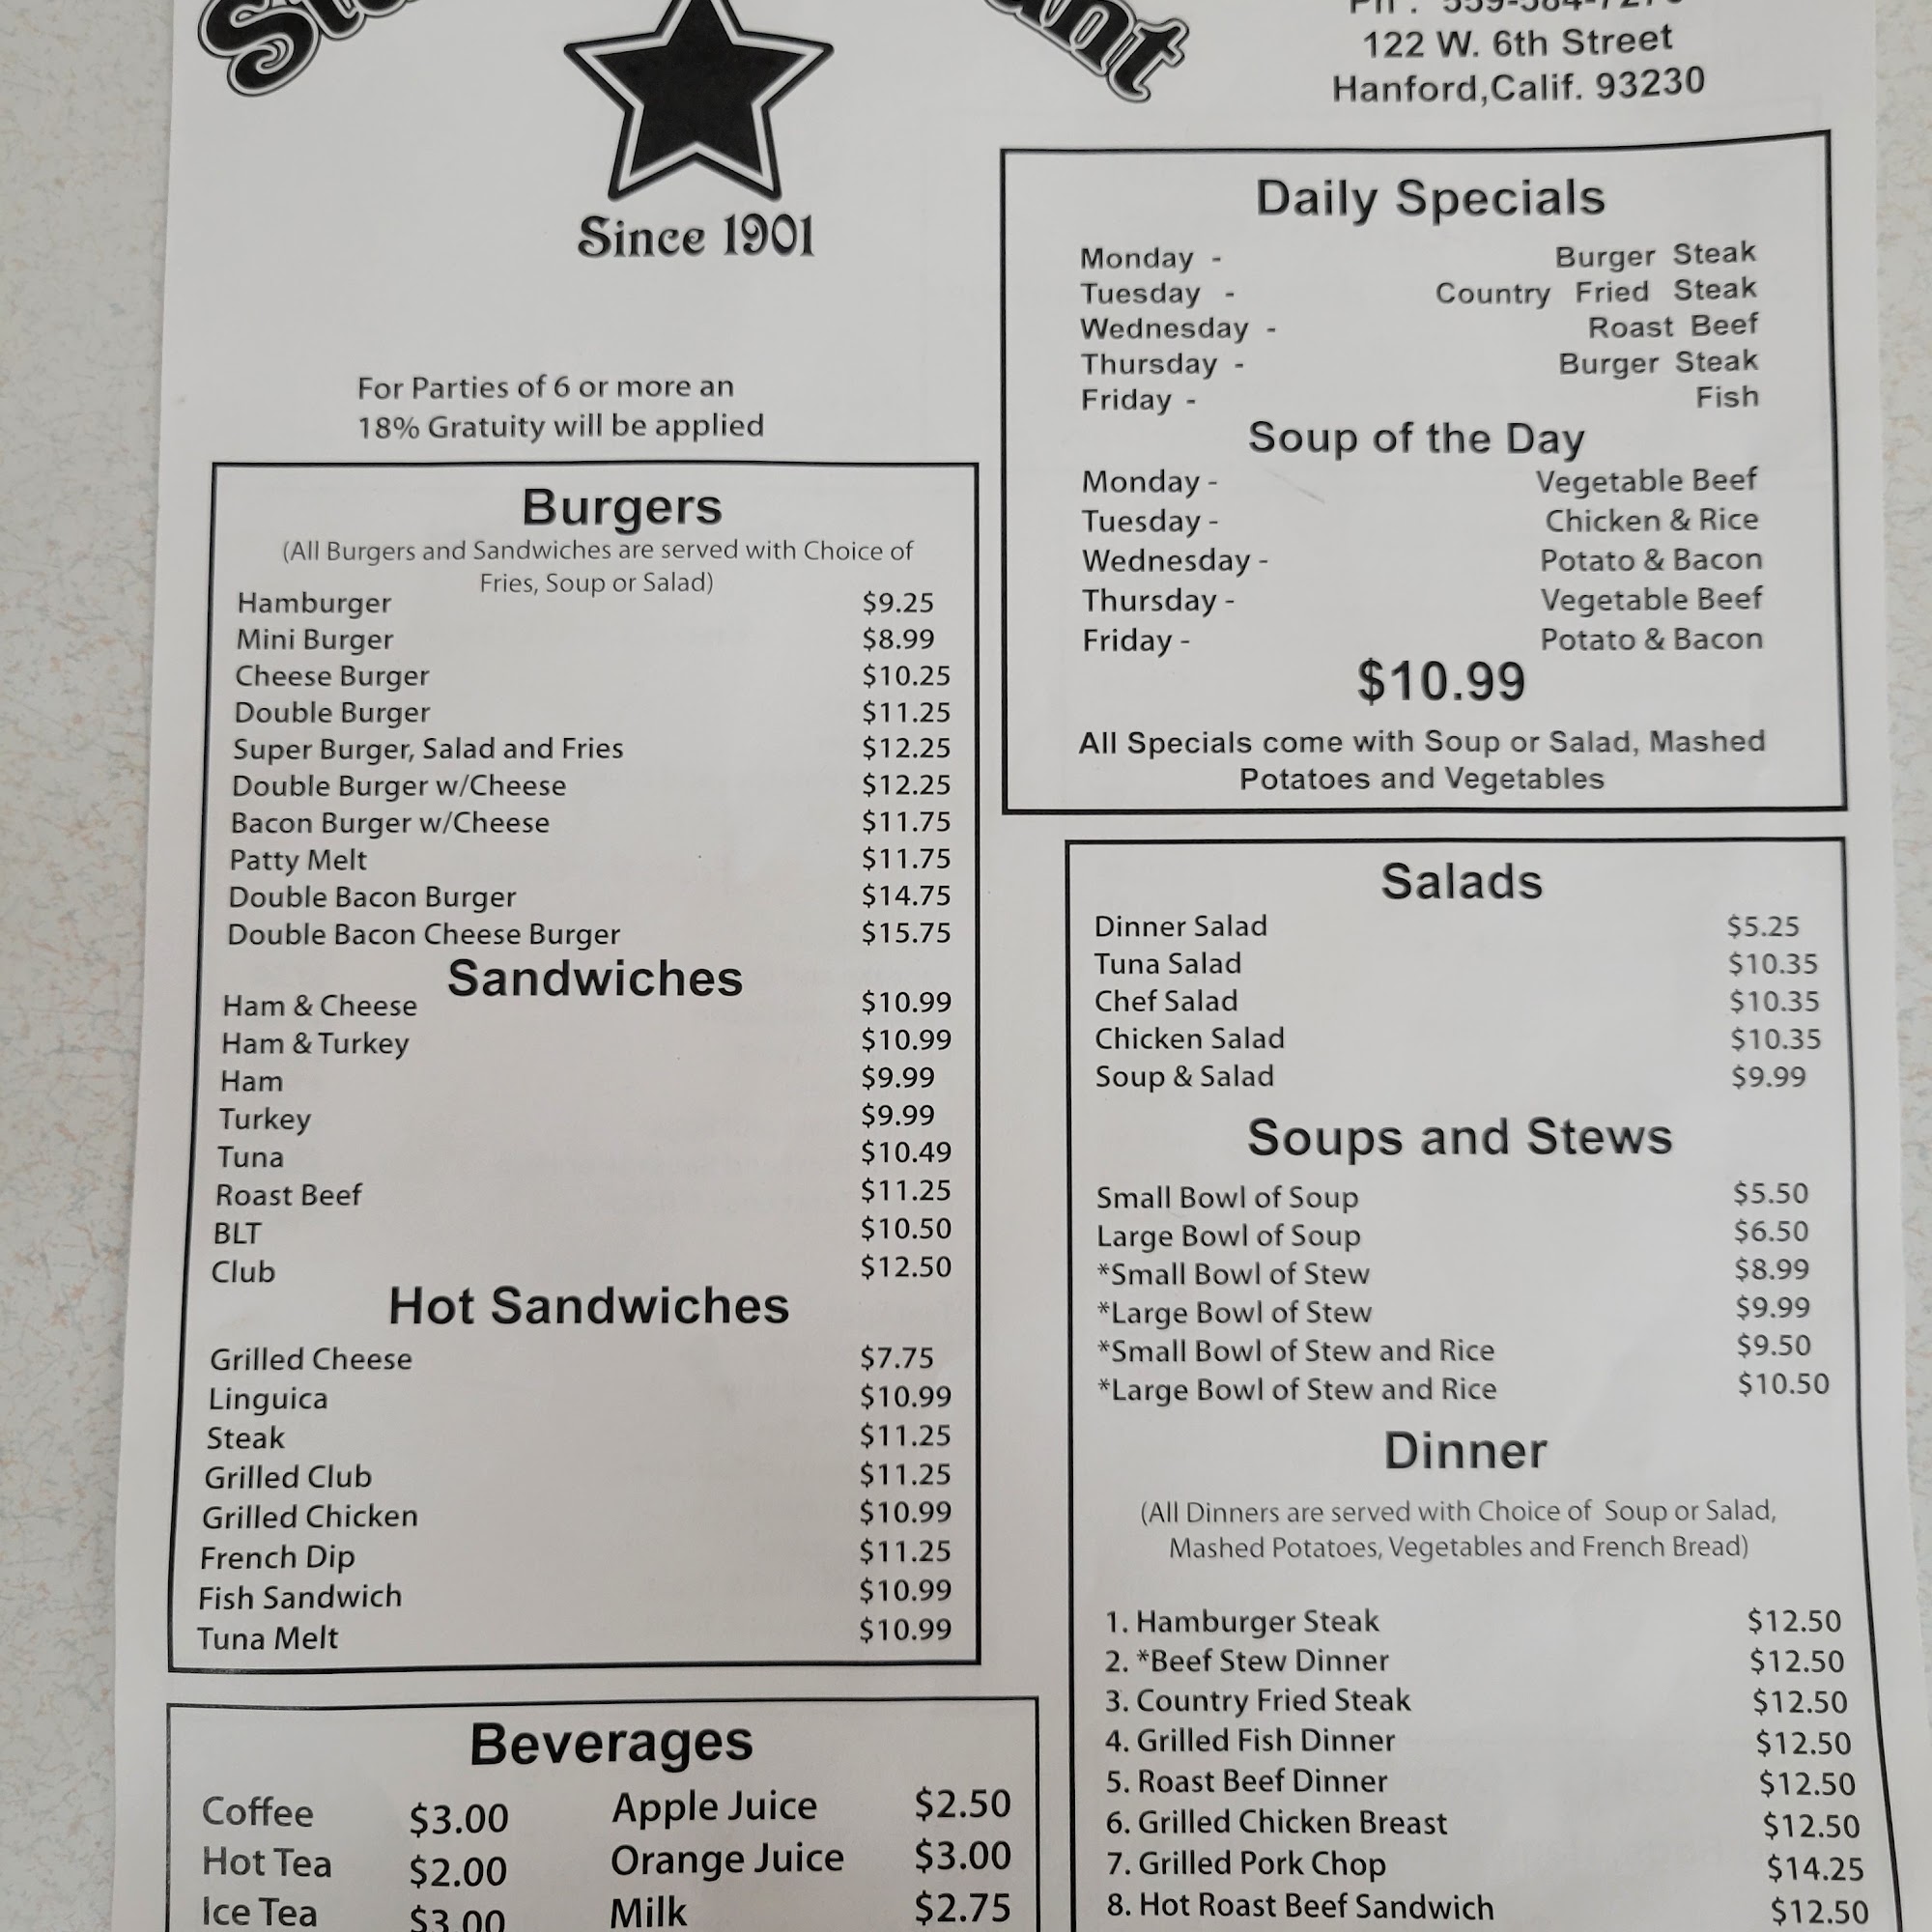 122 W. 6th Street
Hanford,Calif. 93230
Since 1901
For Parties of 6 or more an
18% Gratuity will be applied
Burgers
(All Burgers and Sandwiches are served with Choice of
Fries, Soup or Salad)
Hamburger $9.25
Mini Burger $8.99
Cheese Burger $10.25
Double Burger $11.25
Super Burger, Salad and Fries $12.25
Double Burger w/Cheese $12.25
Bacon Burger w/Cheese $11.75
Patty Melt $11.75
Double Bacon Burger $14.75
Double Bacon Cheese Burger $15.75
Sandwiches
Ham & Cheese $10.99
Ham & Turkey $10.99
Ham $9.99
Turkey $9.99
Tuna $10.49
Roast Beef $11.25
BLT $10.50
Club $12.50
Hot Sandwiches
Grilled Cheese $7.75
Linguica $10.99
Steak $11.25
Grilled Club $11.25
Grilled Chicken $10.99
French Dip $11.25
Fish Sandwich $10.99
Tuna Melt $10.99
Beverages
Coffee $3.00 Apple Juice $2.50
Hot Tea $2.00 Orange Juice $3.00
Ice Tea $3.00 Milk $2.75
Daily Specials
Monday - Burger Steak
Tuesday - Country Fried Steak
Wednesday - Roast Beef
Thursday - Burger Steak
Friday - Fish
Soup of the Day
Monday - Vegetable Beef
Tuesday - Chicken & Rice
Wednesday - Potato & Bacon
Thursday - Vegetable Beef
Friday - Potato & Bacon
$10.99
All Specials come with Soup or Salad, Mashed
Potatoes and Vegetables
Salads
Dinner Salad $5.25
Tuna Salad $10.35
Chef Salad $10.35
Chicken Salad $10.35
Soup & Salad $9.99
Soups and Stews
Small Bowl of Soup $5.50
Large Bowl of Soup $6.50
*Small Bowl of Stew $8.99
*Large Bowl of Stew $9.99
*Small Bowl of Stew and Rice $9.50
*Large Bowl of Stew and Rice $10.50
Dinner
(All Dinners are served with Choice of Soup or Salad,
Mashed Potatoes, Vegetables and French Bread)
1. Hamburger Steak $12.50
2. *Beef Stew Dinner $12.50
3. Country Fried Steak $12.50
4. Grilled Fish Dinner $12.50
5. Roast Beef Dinner $12.50
6. Grilled Chicken Breast $12.50
7. Grilled Pork Chop $14.25
8. Hot Roast Beef Sandwich $12.50